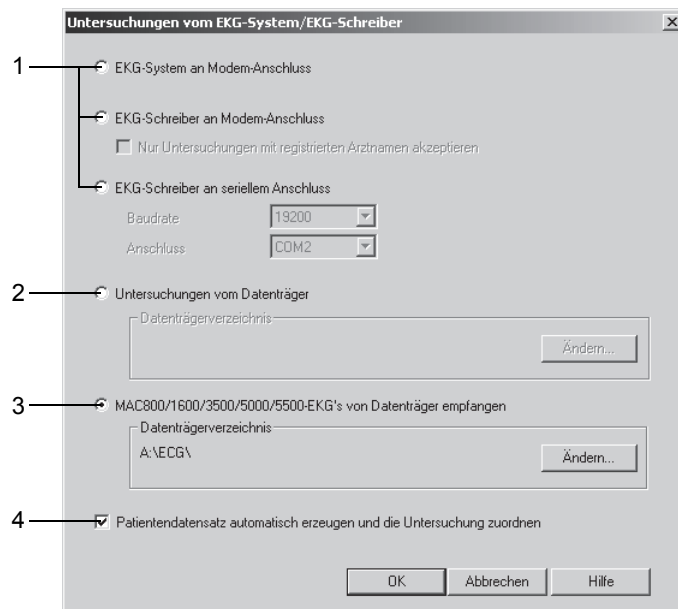 Untersuchungen vom EKG-System/EKG-Schreiber
1
EKG-System an Modem-Anschluss
EKG-Schreiber an Modem-Anschluss
Nur Untersuchungen mit registrierten Arztnamen akzeptieren
EKG-Schreiber an seriellem Anschluss
Baudrate 19200
Anschluss COM2
2 Untersuchungen vom Datenträger
Datenträgerverzeichnis
Ändern...
3 MAC800/1600/3500/5000/5500-EKG's von Datenträger empfangen
Datenträgerverzeichnis
A:\ECG\ Ändern...
4 Patientendatensatz automatisch erzeugen und die Untersuchung zuordnen
OK Abbrechen Hilfe